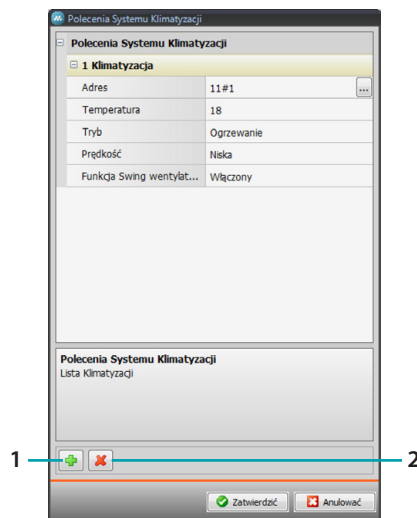 Polecenia Systemu Klimatyzacji
Polecenia Systemu Klimatyzacji
1 Klimatyzacja
Adres 11#1 ...
Temperatura 18
Tryb Ogrzewanie
Prędkość Niska
Funkcja Swing wentylat... Włączony
Polecenia Systemu Klimatyzacji
Lista Klimatyzacji
1 2
Zatwierdzić Anulować